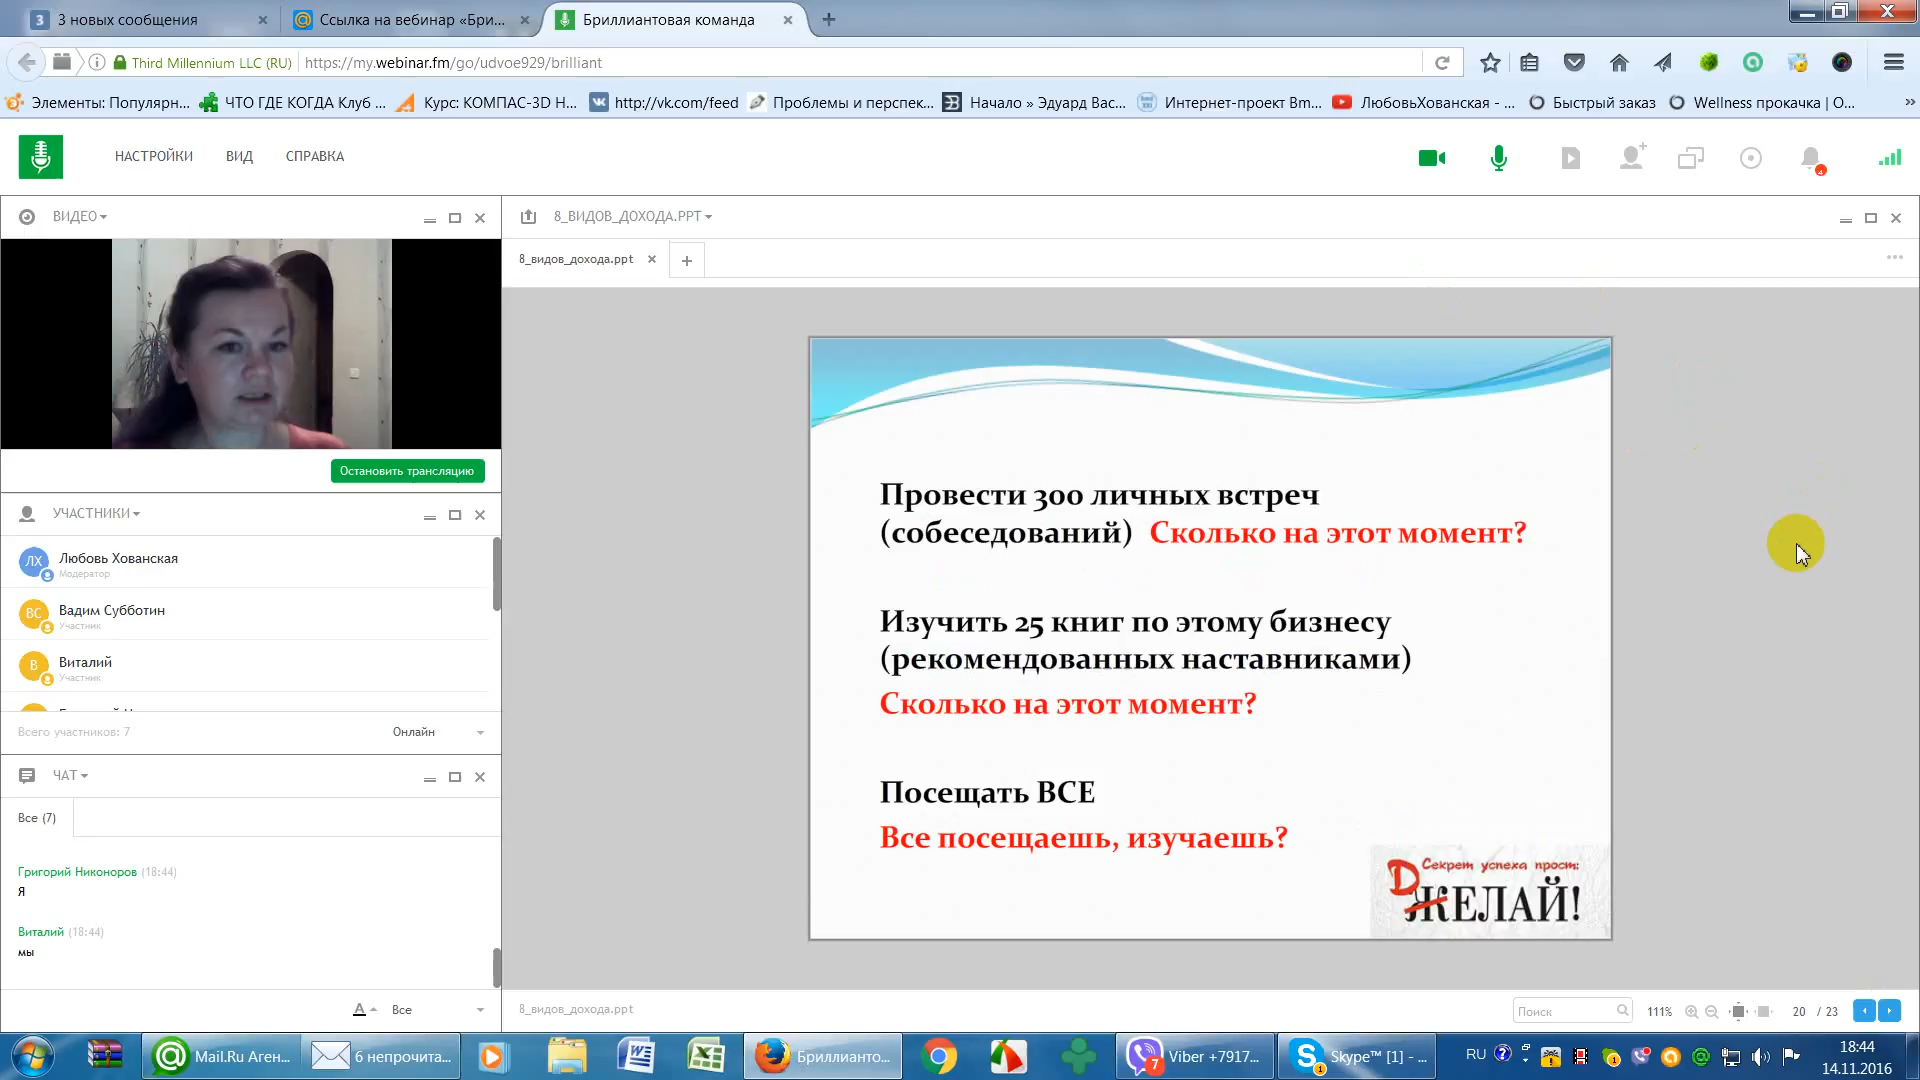 3 новых сообщения
Ссылка на вебинар «Бри...
Бриллиантовая команда
Third Millennium LLC (RU)
https://my.webinar.fm/go/udvoe929/brilliant
Элементы: Популярн...
ЧТО ГДЕ КОГДА Клуб ...
Курс: КОМПАС-3D Н...
http://vk.com/feed
Проблемы и перспек...
Начало » Эдуард Вас...
Интернет-проект Bm...
ЛюбовьХованская - ...
Быстрый заказ
Wellness прокачка | О...
НАСТРОЙКИ
ВИД
СПРАВКА
ВИДЕО
8_ВИДОВ_ДОХОДА.PPT
8_видов_дохода.ppt
Остановить трансляцию
УЧАСТНИКИ
ЛХ
Любовь Хованская
Модератор
ВС
Вадим Субботин
Участник
В
Виталий
Участник
Всего участников: 7
Онлайн
ЧАТ
Все (7)
Григорий Никоноров (18:44)
Я
Виталий (18:44)
мы
Все
Провести 300 личных встреч
(собеседований) Сколько на этот момент?
Изучить 25 книг по этому бизнесу
(рекомендованных наставниками)
Сколько на этот момент?
Посещать ВСЕ
Все посещаешь, изучаешь?
Секрет успеха прост:
DЖЕЛАЙ!
8_видов_дохода.ppt
Поиск
111%
20 / 23
Mail.Ru Аген...
6 непрочита...
Бриллианто...
Viber +7917...
7
Skype™ [1] - ...
RU
18:44
14.11.2016